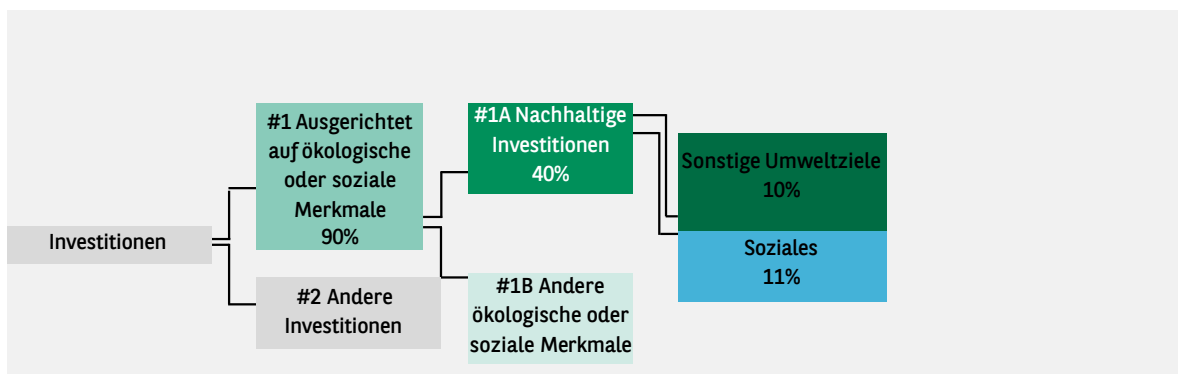 Investitionen
#1 Ausgerichtet
auf ökologische
oder soziale
Merkmale
90%
#2 Andere
Investitionen
#1A Nachhaltige
Investitionen
40%
#1B Andere
ökologische oder
soziale Merkmale
Sonstige Umweltziele
10%
Soziales
11%